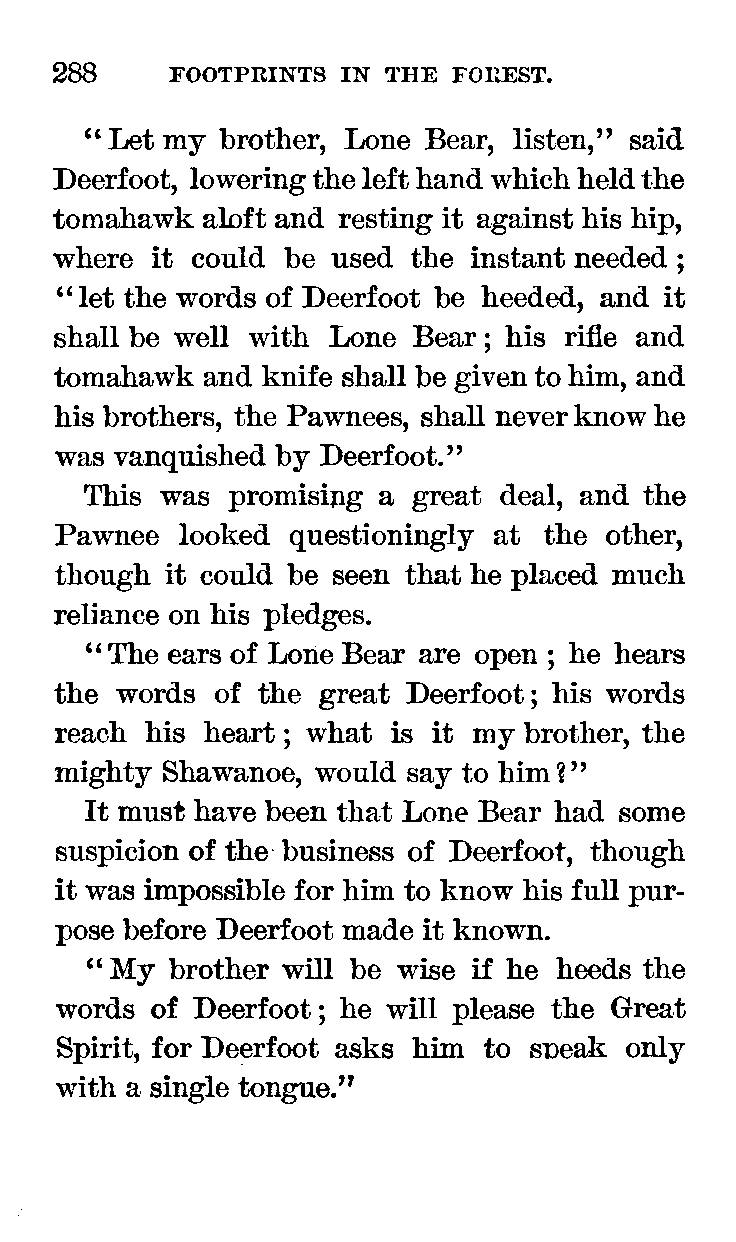 288 FOOTPRINTS IN THE FOREST.
“Let my brother, Lone Bear, listen,” said
Deerfoot, lowering the left hand which held the
tomahawk aloft and resting it against his hip,
where it could be used the instant needed ;
“let the words of Deerfoot be heeded, and it
shall be well with Lone Bear ; his rifle and
tomahawk and knife shall be given to him, and
his brothers, the Pawnees, shall never know he
was vanquished by Deerfoot.”
This was promising a great deal, and the
Pawnee looked questioningly at the other,
though it could be seen that he placed much
reliance on his pledges.
“The ears of Lone Bear are open ; he hears
the words of the great Deerfoot ; his words
reach his heart ; what is it my brother, the
mighty Shawanoe, would say to him ?”
It must have been that Lone Bear had some
suspicion of the business of Deerfoot, though
it was impossible for him to know his full pur-
pose before Deerfoot made it known.
“My brother will be wise if he heeds the
words of Deerfoot ; he will please the Great
Spirit, for Deerfoot asks him to speak only
with a single tongue.”